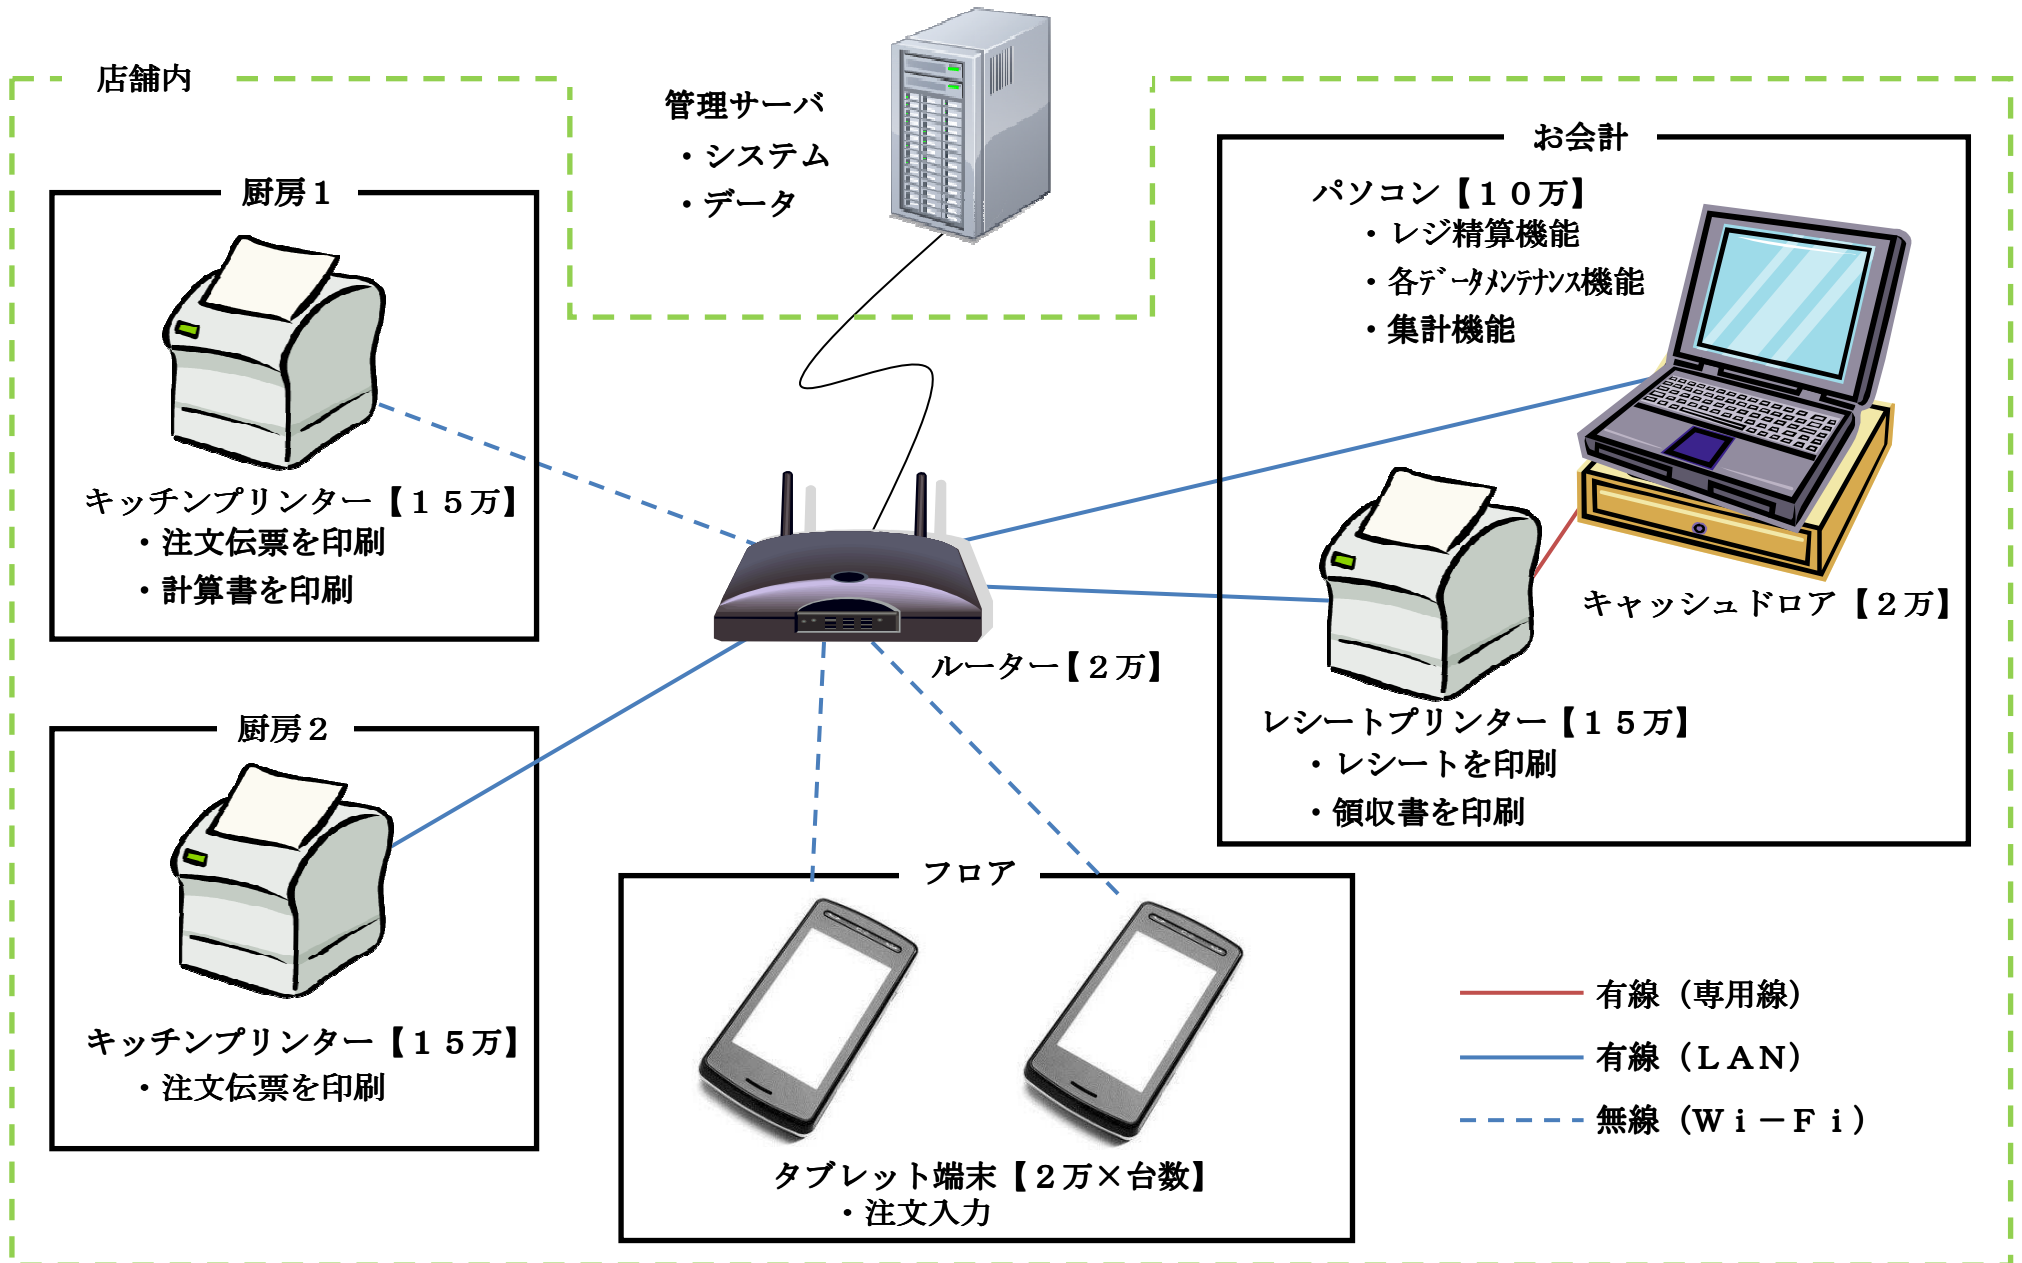 店舗内
管理サーバ
・システム
・データ
お会計
パソコン【１０万】
・レジ精算機能
・各ﾃﾞｰﾀﾒﾝﾃﾅﾝｽ機能
・集計機能
厨房１
キッチンプリンター【１５万】
・注文伝票を印刷
・計算書を印刷
キャッシュドロア【２万】
ルーター【２万】
レシートプリンター【１５万】
・レシートを印刷
・領収書を印刷
厨房２
キッチンプリンター【１５万】
・注文伝票を印刷
フロア
タブレット端末【２万×台数】
・注文入力
有線（専用線）
有線（ＬＡＮ）
無線（Ｗｉ－Ｆｉ）